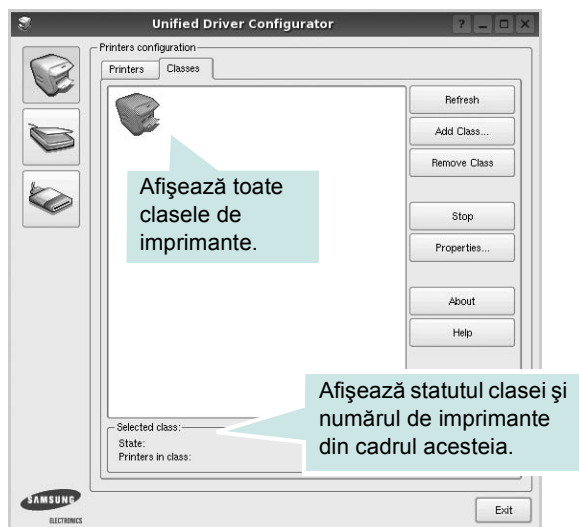 Unified Driver Configurator
Printers configuration
Printers Classes
Refresh
Add Class...
Remove Class
Afişează toate
clasele de
imprimante.
Stop
Properties...
About
Help
Afişează statutul clasei şi
numărul de imprimante
din cadrul acesteia.
Selected class:
State:
Printers in class:
SAMSUNG
ELECTRONICS
Exit